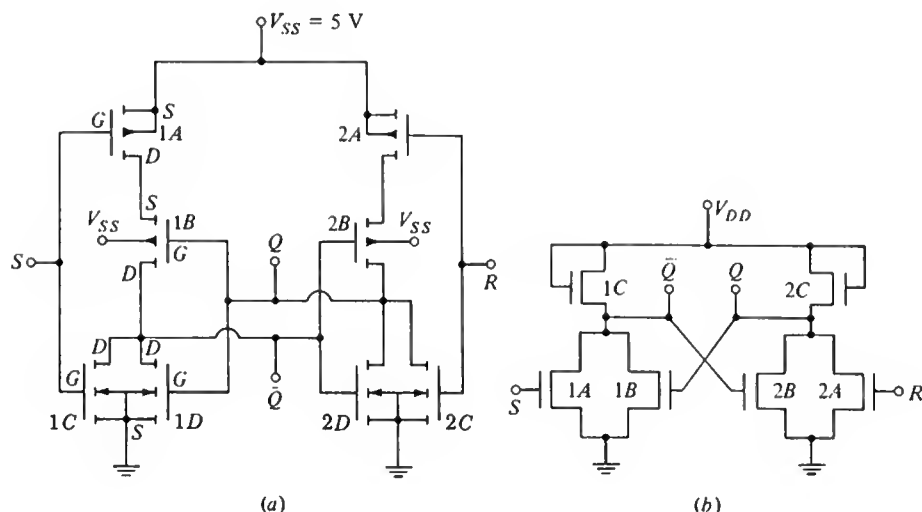 V_SS = 5 V
G S
1A
D
2A
S
V_SS 1B
G
D
2B V_SS
S
Q
R
D D
G G
1C S 1D
Q̄
2D 2C
(a)
V_DD
1C Q̄ Q 2C
S 1A 1B 2B 2A R
(b)